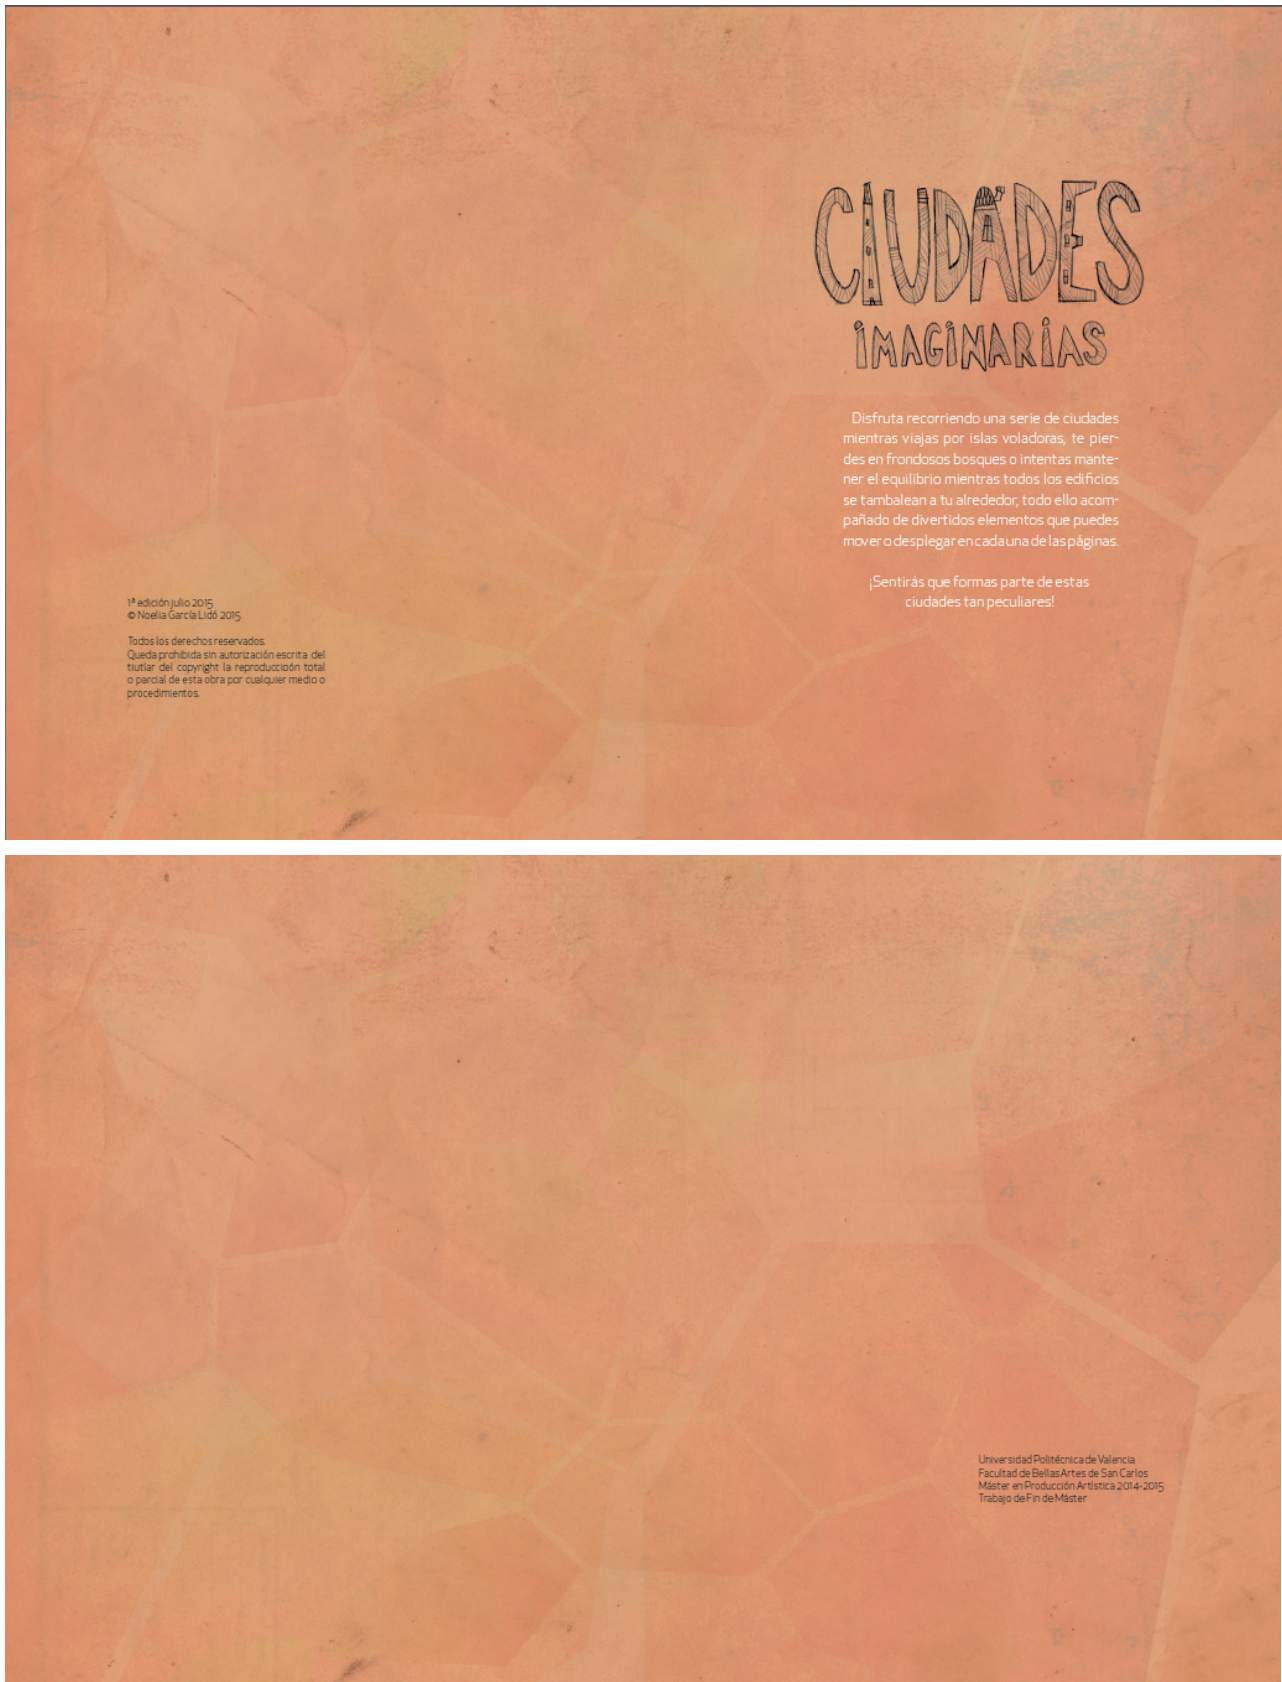 CIUDADES
IMAGINARIAS
Disfruta recorriendo una serie de ciudades
mientras viajas por islas voladoras, te pier-
des en frondosos bosques o intentas mante-
ner el equilibrio mientras todos los edificios
se tambalean a tu alrededor, todo ello acom-
pañado de divertidos elementos que puedes
mover o desplegar en cada una de las páginas.
¡Sentirás que formas parte de estas
ciudades tan peculiares!
1ª edición julio 2015
© Noelia García Lidó 2015
Todos los derechos reservados.
Queda prohibida sin autorización escrita del
tiutlar del copyright la reproduccioón total
o parcial de esta obra por cualquier medio o
procedimientos.
Universidad Politécnica de Valencia
Facultad de Bellas Artes de San Carlos
Máster en Producción Artística 2014-2015
Trabajo de Fin de Máster